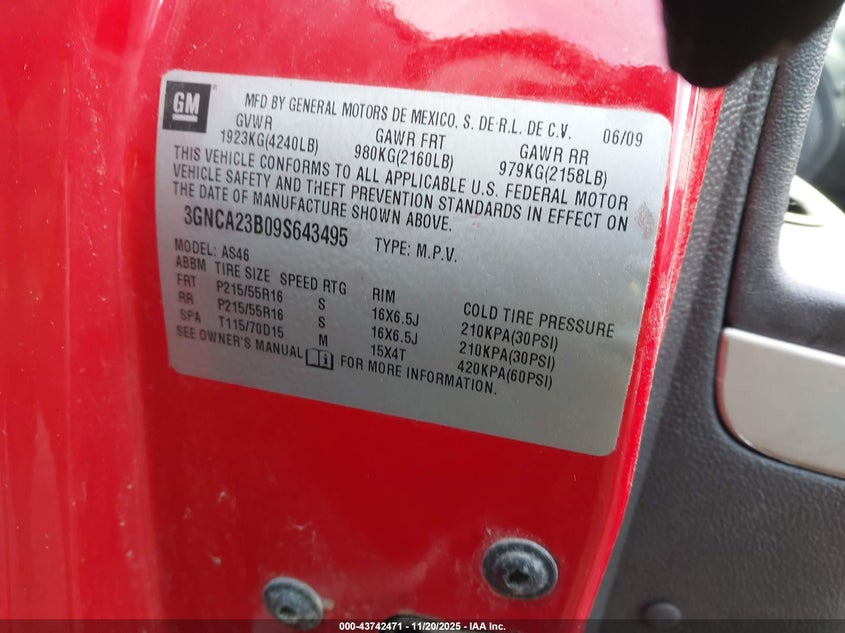 GM
MFD BY GENERAL MOTORS DE MEXICO, S. DE R.L. DE C.V. 06/09
GVWR GAWR FRT GAWR RR
1923KG(4240LB) 980KG(2160LB) 979KG(2158LB)
THIS VEHICLE CONFORMS TO ALL APPLICABLE U.S. FEDERAL MOTOR
VEHICLE SAFETY AND THEFT PREVENTION STANDARDS IN EFFECT ON
THE DATE OF MANUFACTURE SHOWN ABOVE.
3GNCA23B09S643495 TYPE: M.P.V.
MODEL: AS46
ABBM TIRE SIZE SPEED RTG RIM COLD TIRE PRESSURE
FRT P215/55R16 S 16X6.5J 210KPA(30PSI)
RR P215/55R16 S 16X6.5J 210KPA(30PSI)
SPA T115/70D15 M 15X4T 420KPA(60PSI)
SEE OWNER'S MANUAL FOR MORE INFORMATION.
000-43742471 - 11/20/2025 - IAA Inc.